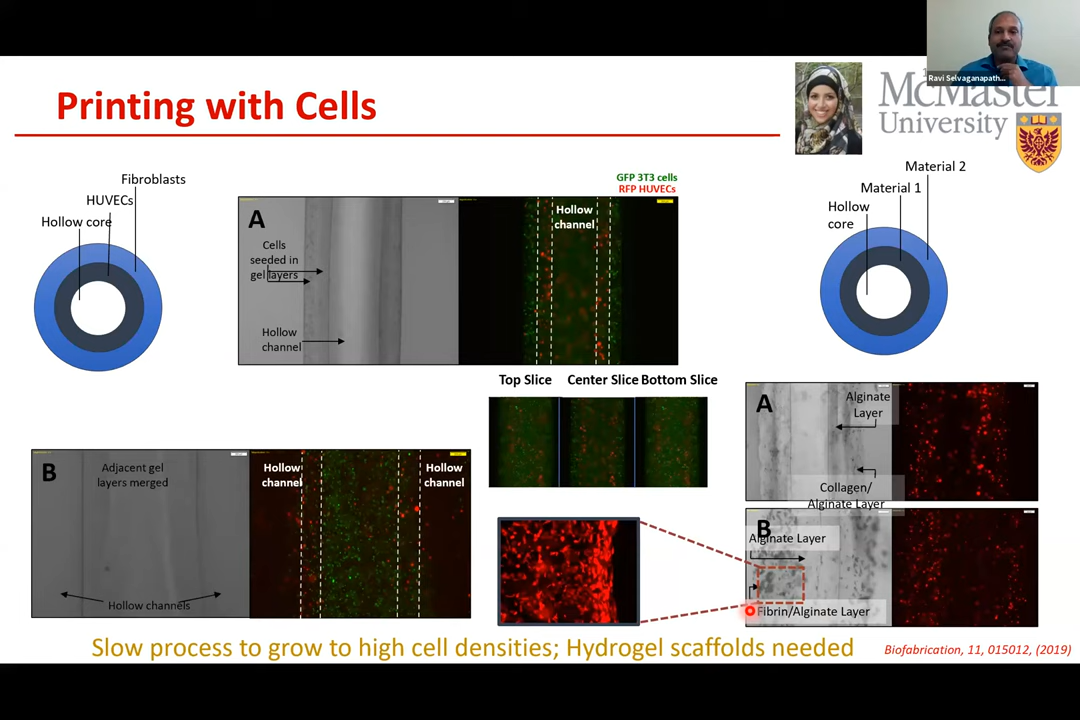 Ravi Selvaganapath...
Printing with Cells
McMaster
University
Fibroblasts
HUVECs
Hollow core
GFP 3T3 cells
RFP HUVECs
A
Cells
seeded in
gel layers
Hollow
channel
Hollow
channel
Material 2
Material 1
Hollow
core
Top Slice
Center Slice
Bottom Slice
B
Adjacent gel
layers merged
Hollow channels
Hollow
channel
Hollow
channel
A
Alginate
Layer
Collagen/
Alginate Layer
B
Alginate Layer
Fibrin/Alginate Layer
Slow process to grow to high cell densities; Hydrogel scaffolds needed
Biofabrication, 11, 015012, (2019)